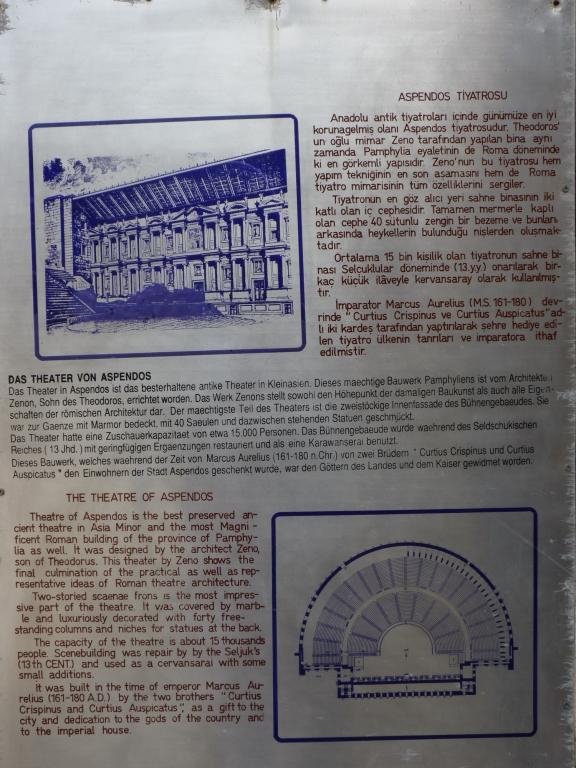 ASPENDOS TİYATROSU
Anadolu antik tiyatroları içinde günümüze en iyi
korunagelmiş olanı Aspendos tiyatrosudur. Theodoros'
un oğlu mimar Zeno tarafından yapılan bina aynı
zamanda Pamphylia eyaletinin de Roma döneminde
ki en görkemli yapısıdır. Zeno'nun bu tiyatrosu hem
yapım tekniğinin en son aşamasını hem de Roma
tiyatro mimarisinin tüm özelliklerini sergiler.
Tiyatronun en göz alıcı yeri sahne binasının iki
katlı olan iç cephesidir. Tamamen mermerle kaplı
olan cephe 40 sütunlu zengin bir bezeme ve bunların
arkasında heykellerin bulunduğu nişlerden oluşmak-
tadır.
Ortalama 15 bin kişilik olan tiyatronun sahne bi-
nası Selçuklular döneminde (13.yy.) onarılarak bir-
kaç küçük ilâveyle kervansaray olarak kullanılmış-
tır.
İmparator Marcus Aurelius (M.S. 161-180) dev-
rinde "Curtius Crispinus ve Curtius Auspicatus" ad-
lı iki kardeş tarafından yaptırılarak şehre hediye edi-
len tiyatro ülkenin tanrıları ve imparatora ithaf
edilmiştir.
DAS THEATER VON ASPENDOS
Das Theater in Aspendos ist das besterhaltene antike Theater in Kleinasien. Dieses maechtige Bauwerk Pamphyliens ist vom Architekten
Zenon, Sohn des Theodoros, errichtet worden. Das Werk Zenons stellt sowohl den Höhepunkt der damaligen Baukunst als auch alle Eigen-
schaften der römischen Architektur dar. Der maechtigste Teil des Theaters ist die zweistöckige Innenfassade des Bühnengebaeudes. Sie
war zur Gaenze mit Marmor bedeckt, mit 40 Saeulen und dazwischen stehenden Statuen geschmückt.
Das Theater hatte eine Zuschauerkapazitaet von etwa 15.000 Personen. Das Bühnengebaeude wurde waehrend des Seldschukischen
Reiches ( 13 Jhd. ) mit geringfügigen Ergaenzungen restauriert und als eine Karawanserai benutzt.
Dieses Bauwerk, welches waehrend der Zeit von Marcus Aurelius (161-180 n.Chr.) von zwei Brüdern " Curtius Crispinus und Curtius
Auspicatus " den Einwohnern der Stadt Aspendos geschenkt wurde, war den Göttern des Landes und dem Kaiser gewidmet worden.
THE THEATRE OF ASPENDOS
Theatre of Aspendos is the best preserved an-
cient theatre in Asia Minor and the most Magni -
ficent Roman building of the province of Pamphy-
lia as well. It was designed by the architect Zeno,
son of Theodorus. This theater by Zeno shows the
final culmination of the practical as well as rep-
resentative ideas of Roman theatre architecture.
Two-storied scaenae frons is the most impres-
sive part of the theatre. It was covered by marb-
le and luxuriously decorated with forty free-
standing columns and niches for statues at the back.
The capacity of the theatre is about 15 thousands
people. Scenebuilding was repair by by the Seljuk's
(13 th CENT.) and used as a cervansarai with some
small additions.
It was built in the time of emperor Marcus Au-
relius (161-180 A.D.) by the two brothers "Curtius
Crispinus and Curtius Auspicatus", as a gift to the
city and dedication to the gods of the country and
to the imperial house.